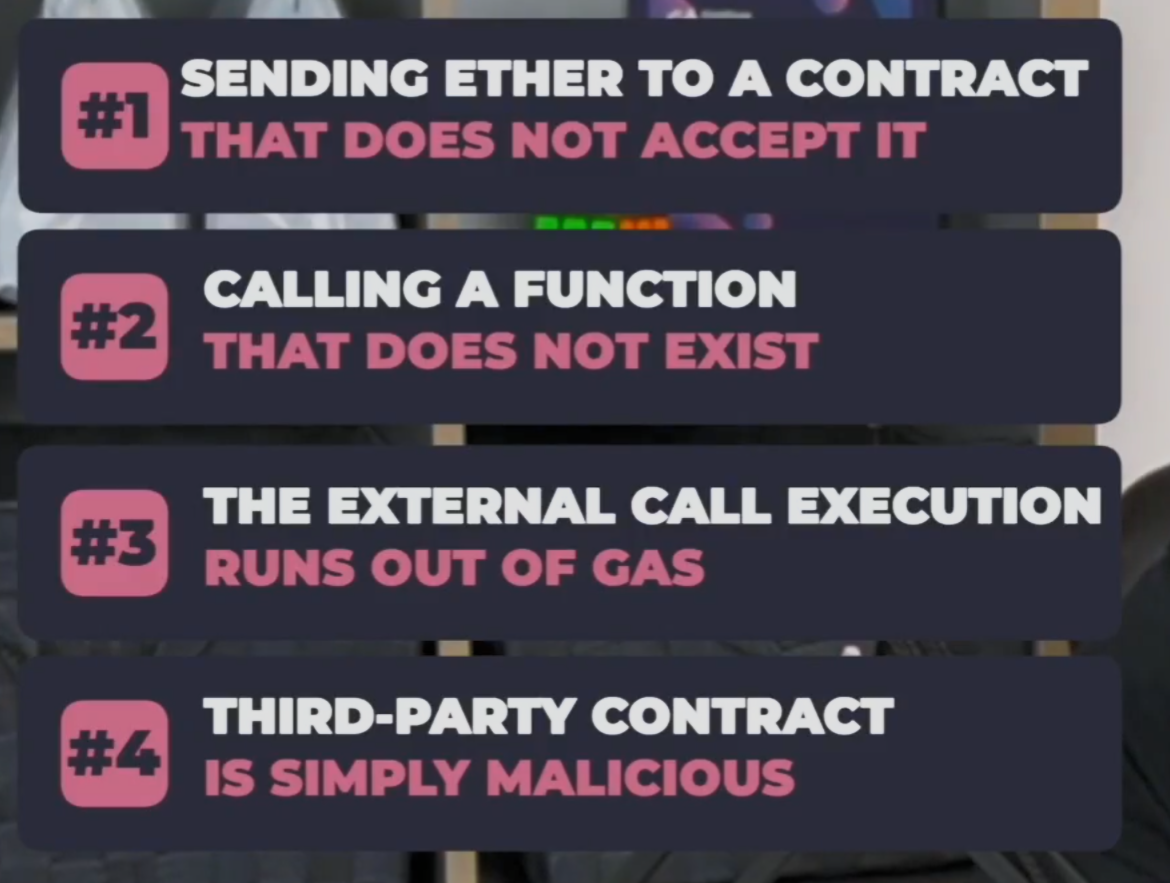 #1
SENDING ETHER TO A CONTRACT
THAT DOES NOT ACCEPT IT
#2
CALLING A FUNCTION
THAT DOES NOT EXIST
#3
THE EXTERNAL CALL EXECUTION
RUNS OUT OF GAS
#4
THIRD-PARTY CONTRACT
IS SIMPLY MALICIOUS